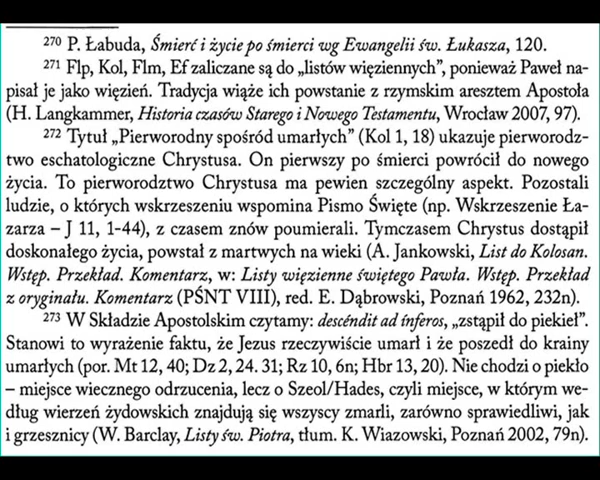 270 P. Łabuda, Śmierć i życie po śmierci wg Ewangelii św. Łukasza, 120.
271 Flp, Kol, Flm, Ef zaliczane są do „listów więziennych”, ponieważ Paweł na-
pisał je jako więzień. Tradycja wiąże ich powstanie z rzymskim aresztem Apostoła
(H. Langkammer, Historia czasów Starego i Nowego Testamentu, Wrocław 2007, 97).
272 Tytuł „Pierworodny spośród umarłych” (Kol 1, 18) ukazuje pierworodz-
two eschatologiczne Chrystusa. On pierwszy po śmierci powrócił do nowego
życia. To pierworodztwo Chrystusa ma pewien szczególny aspekt. Pozostali
ludzie, o których wskrzeszeniu wspomina Pismo Święte (np. Wskrzeszenie Ła-
zarza – J 11, 1-44), z czasem znów poumierali. Tymczasem Chrystus dostąpił
doskonałego życia, powstał z martwych na wieki (A. Jankowski, List do Kolosan.
Wstęp. Przekład. Komentarz, w: Listy więzienne świętego Pawła. Wstęp. Przekład
z oryginału. Komentarz (PŚNT VIII), red. E. Dąbrowski, Poznań 1962, 232n).
273 W Składzie Apostolskim czytamy: descéndit ad ínferos, „zstąpił do piekieł”.
Stanowi to wyrażenie faktu, że Jezus rzeczywiście umarł i że poszedł do krainy
umarłych (por. Mt 12, 40; Dz 2, 24. 31; Rz 10, 6n; Hbr 13, 20). Nie chodzi o piekło
– miejsce wiecznego odrzucenia, lecz o Szeol/Hades, czyli miejsce, w którym we-
dług wierzeń żydowskich znajdują się wszyscy zmarli, zarówno sprawiedliwi, jak
i grzesznicy (W. Barclay, Listy św. Piotra, tłum. K. Wiazowski, Poznań 2002, 79n).